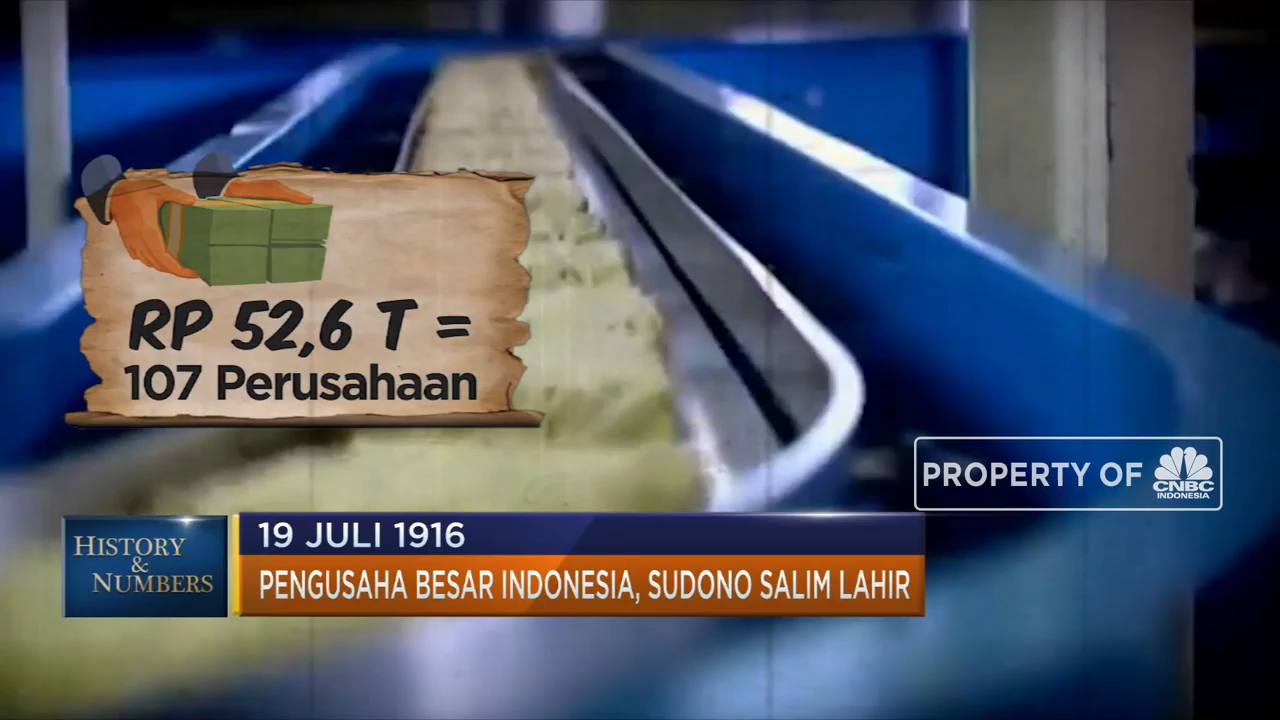 RP 52,6 T =
107 Perusahaan
PROPERTY OF CNBC
INDONESIA
HISTORY
&
NUMBERS
19 JULI 1916
PENGUSAHA BESAR INDONESIA, SUDONO SALIM LAHIR